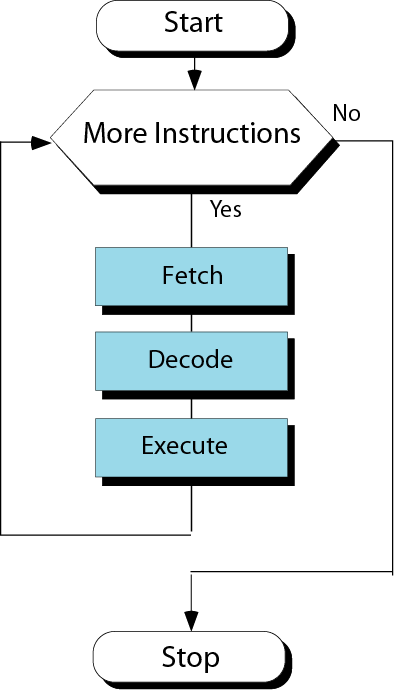 Start
More Instructions
No
Yes
Fetch
Decode
Execute
Stop